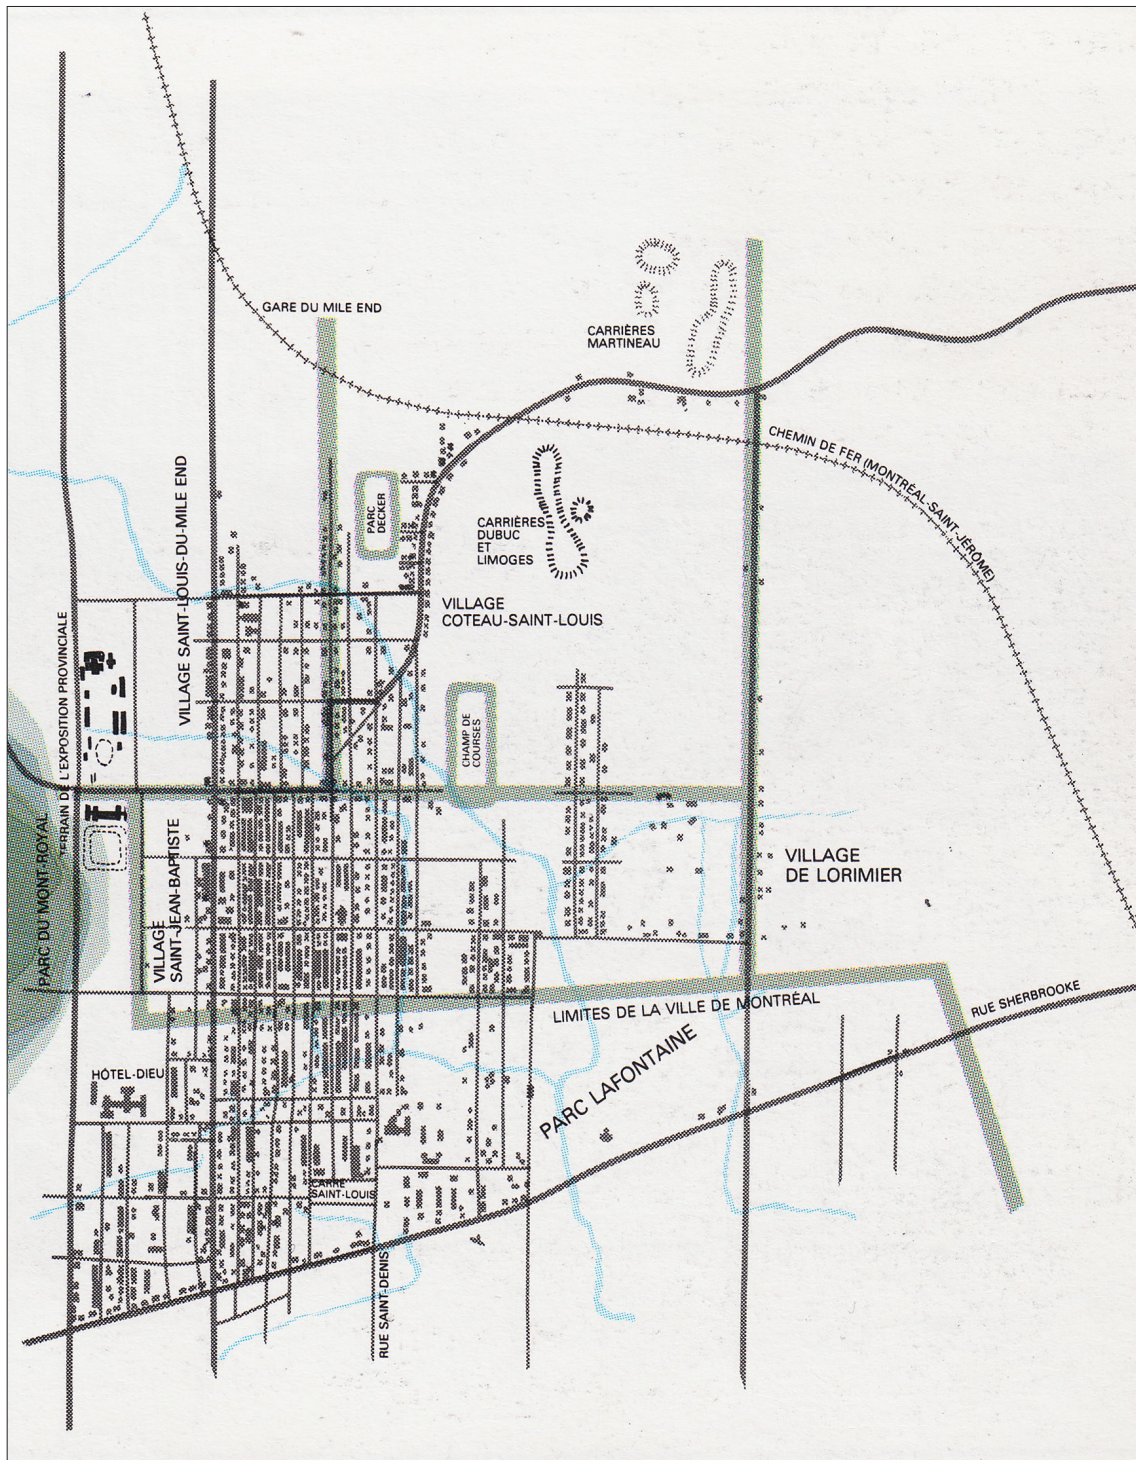 GARE DU MILE END
CARRIÈRES
MARTINEAU
CHEMIN DE FER (MONTRÉAL-SAINT-JÉRÔME)
VILLAGE SAINT-LOUIS-DU-MILE END
PARC
DECKER
CARRIÈRES
DUBUC
ET
LIMOGES
VILLAGE
COTEAU-SAINT-LOUIS
TERRAIN DE L'EXPOSITION PROVINCIALE
CHAMP DE
COURSES
PARC DU MONT-ROYAL
VILLAGE
SAINT-JEAN-BAPTISTE
VILLAGE
DE LORIMIER
LIMITES DE LA VILLE DE MONTRÉAL
RUE SHERBROOKE
PARC LAFONTAINE
HÔTEL-DIEU
CARRÉ
SAINT-LOUIS
RUE SAINT-DENIS